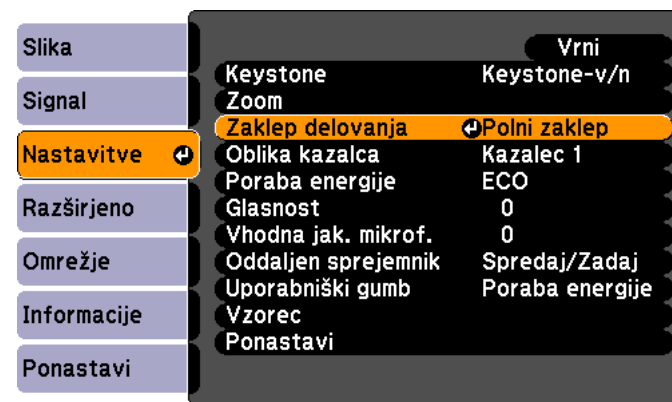 Slika
Signal
Nastavitve
Razširjeno
Omrežje
Informacije
Ponastavi
Vrni
Keystone Keystone-v/n
Zoom
Zaklep delovanja Polni zaklep
Oblika kazalca Kazalec 1
Poraba energije ECO
Glasnost 0
Vhodna jak. mikrof. 0
Oddaljen sprejemnik Spredaj/Zadaj
Uporabniški gumb Poraba energije
Vzorec
Ponastavi